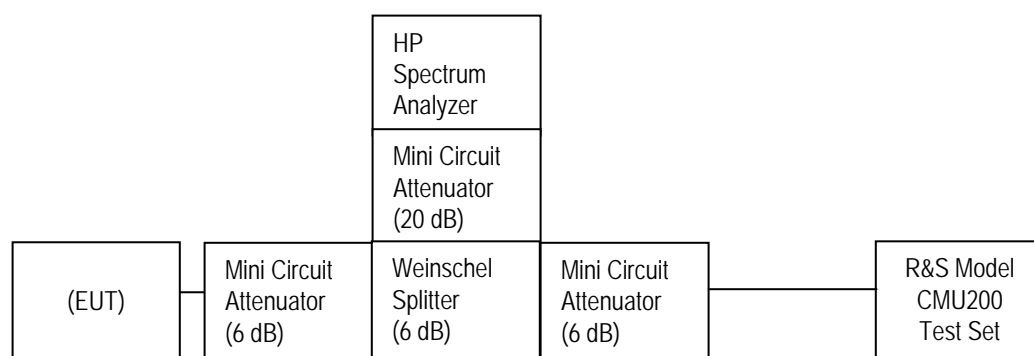 HP
Spectrum
Analyzer
Mini Circuit
Attenuator
(20 dB)
(EUT)
Mini Circuit
Attenuator
(6 dB)
Weinschel
Splitter
(6 dB)
Mini Circuit
Attenuator
(6 dB)
R&S Model
CMU200
Test Set